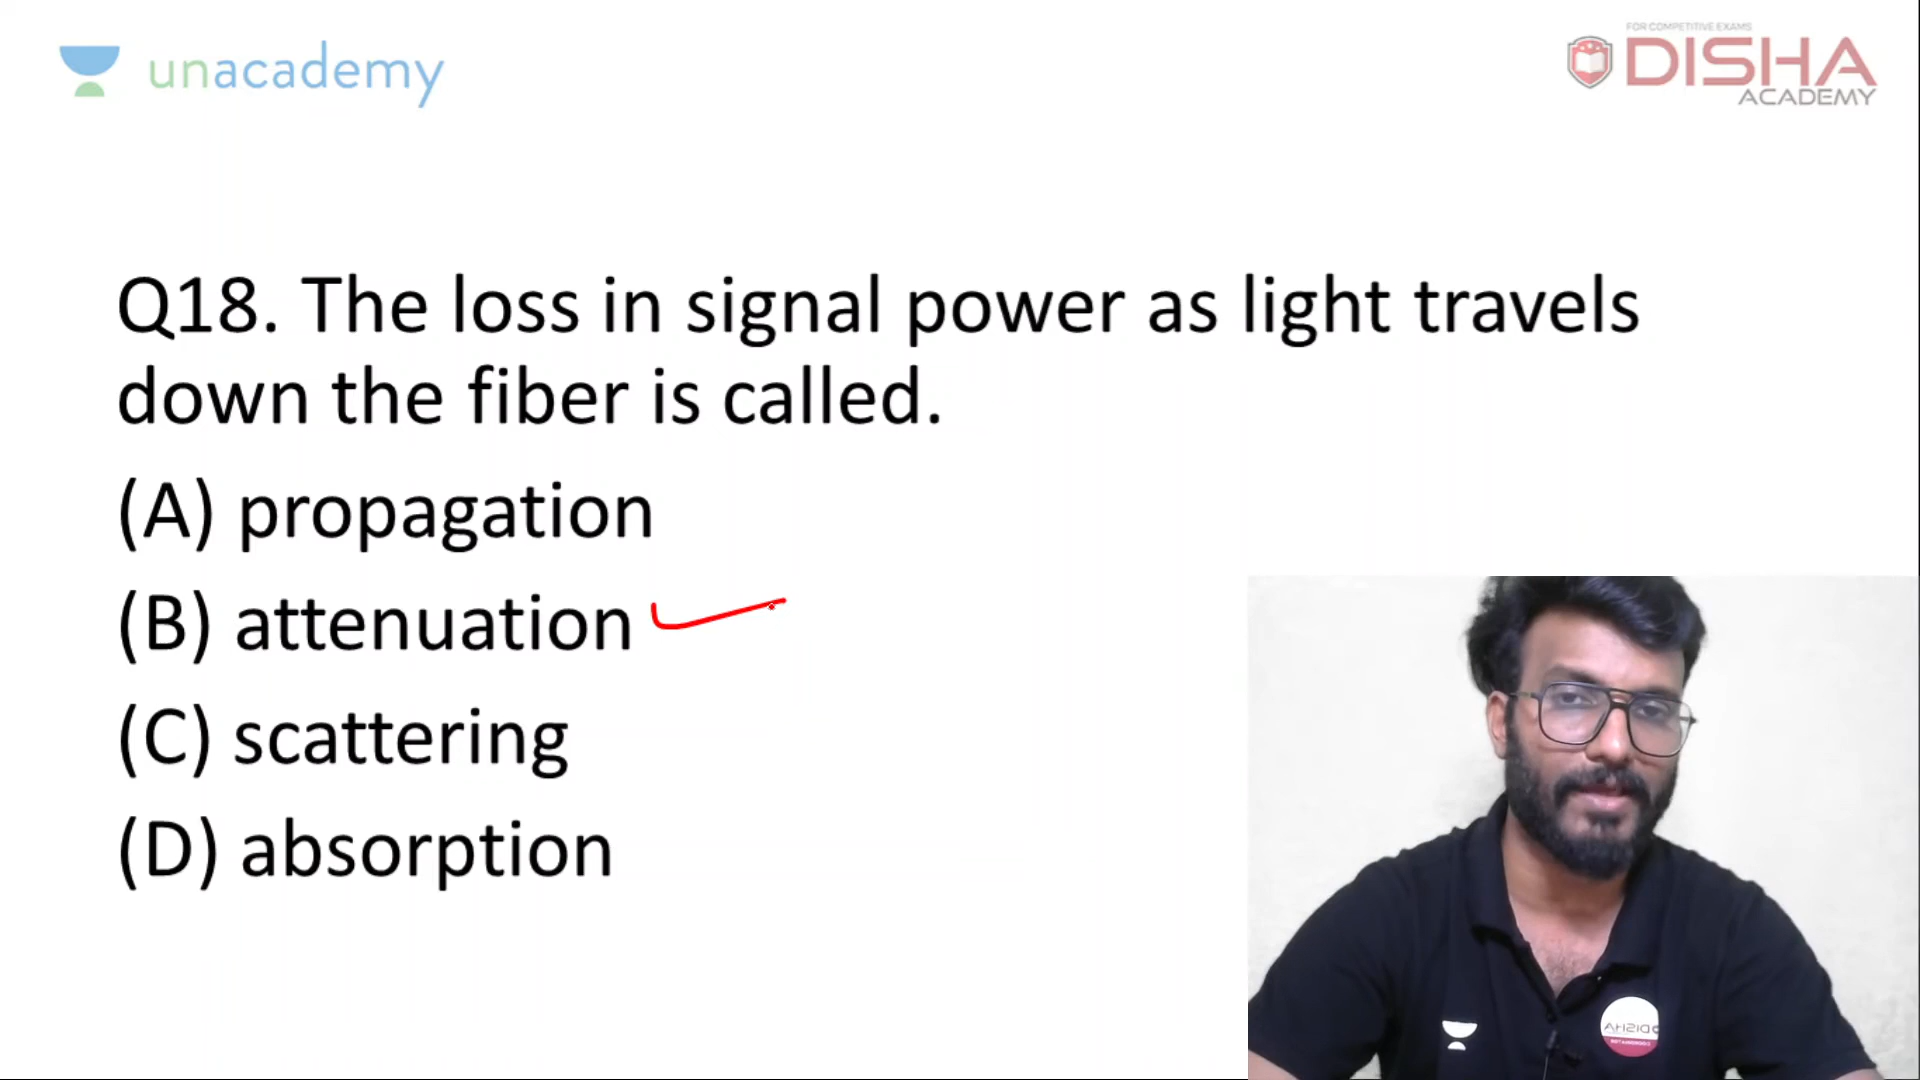 unacademy
FOR COMPETITIVE EXAMS
DISHA
ACADEMY
Q18. The loss in signal power as light travels
down the fiber is called.
(A) propagation
(B) attenuation
(C) scattering
(D) absorption
DISHA